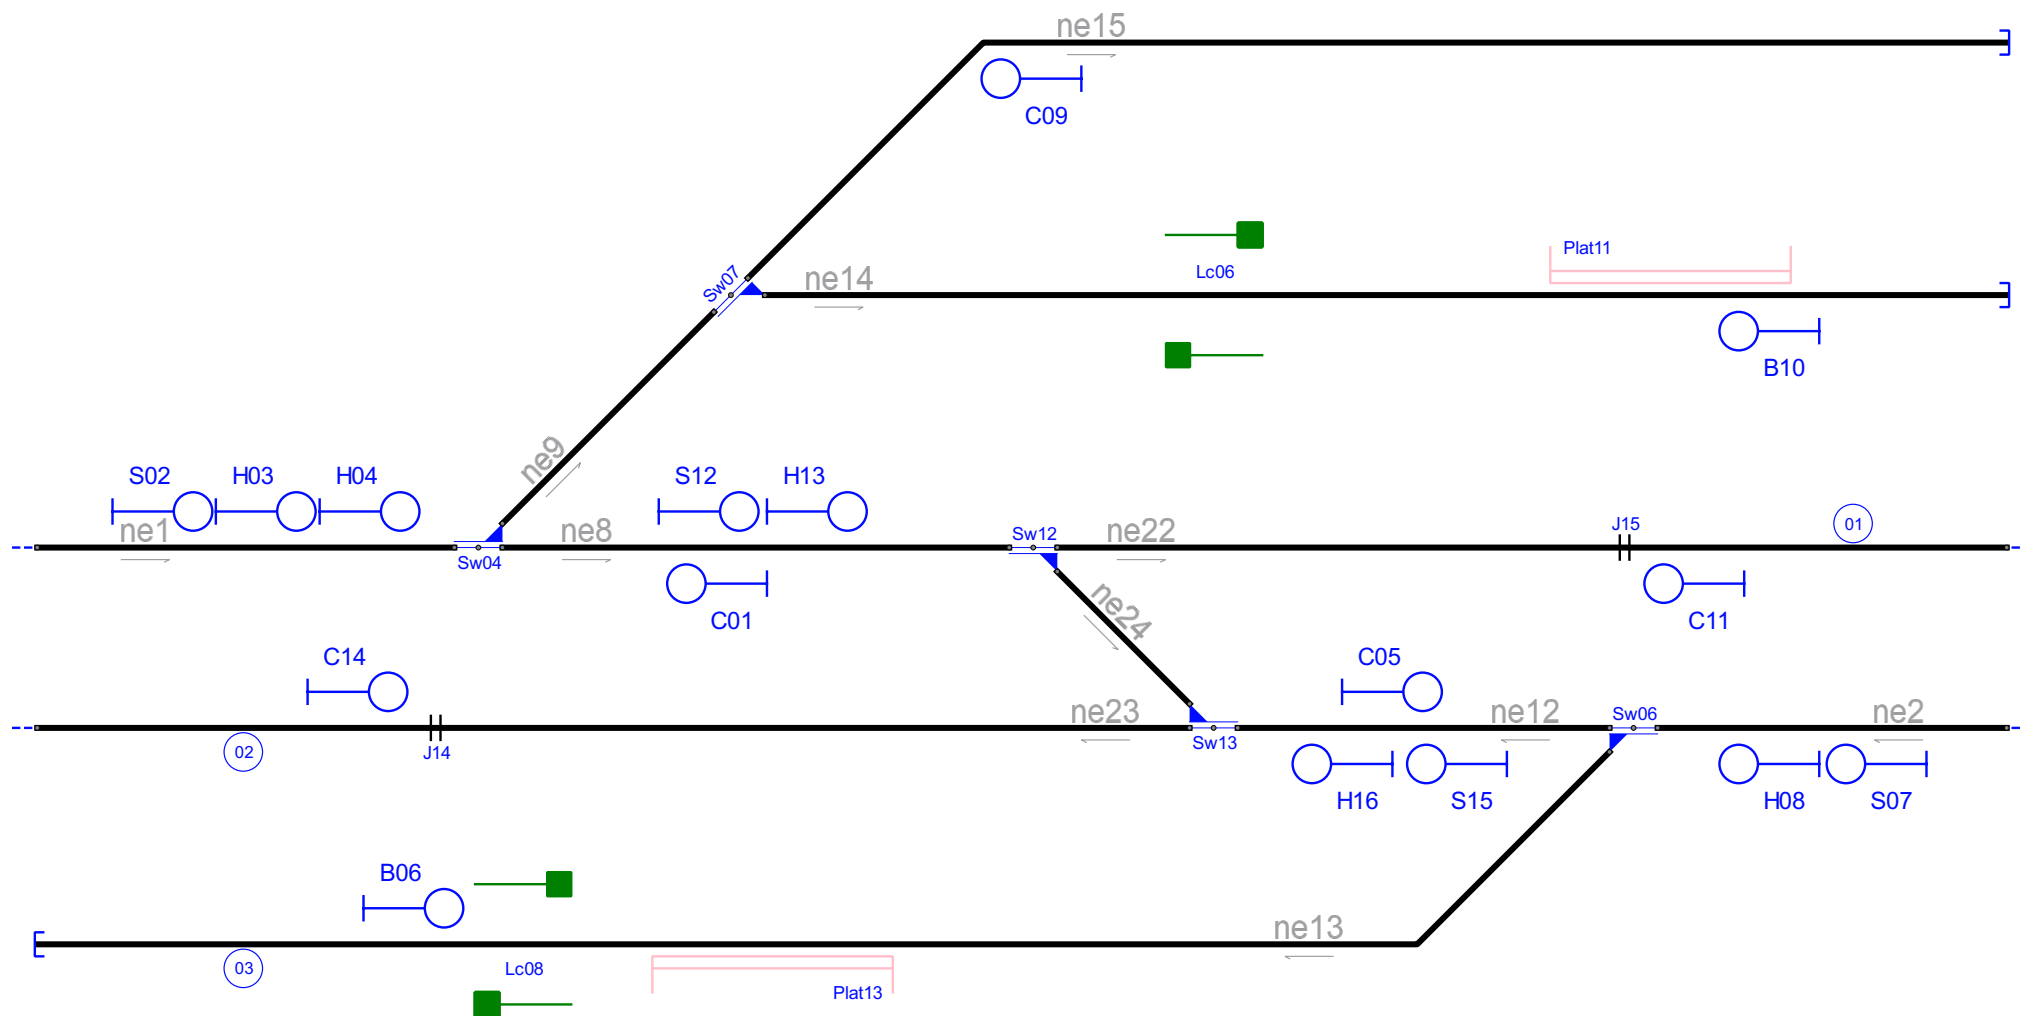 ne15
C09
Sw07
ne14
Lc06
Plat11
B10
ne9
S02 H03 H04
S12 H13
ne1
ne8
Sw04
C01
Sw12
ne22
J15
01
C11
ne24
C14
C05
ne23
Sw13
ne12
Sw06
ne2
02
J14
H16 S15
H08 S07
B06
ne13
03
Lc08
Plat13